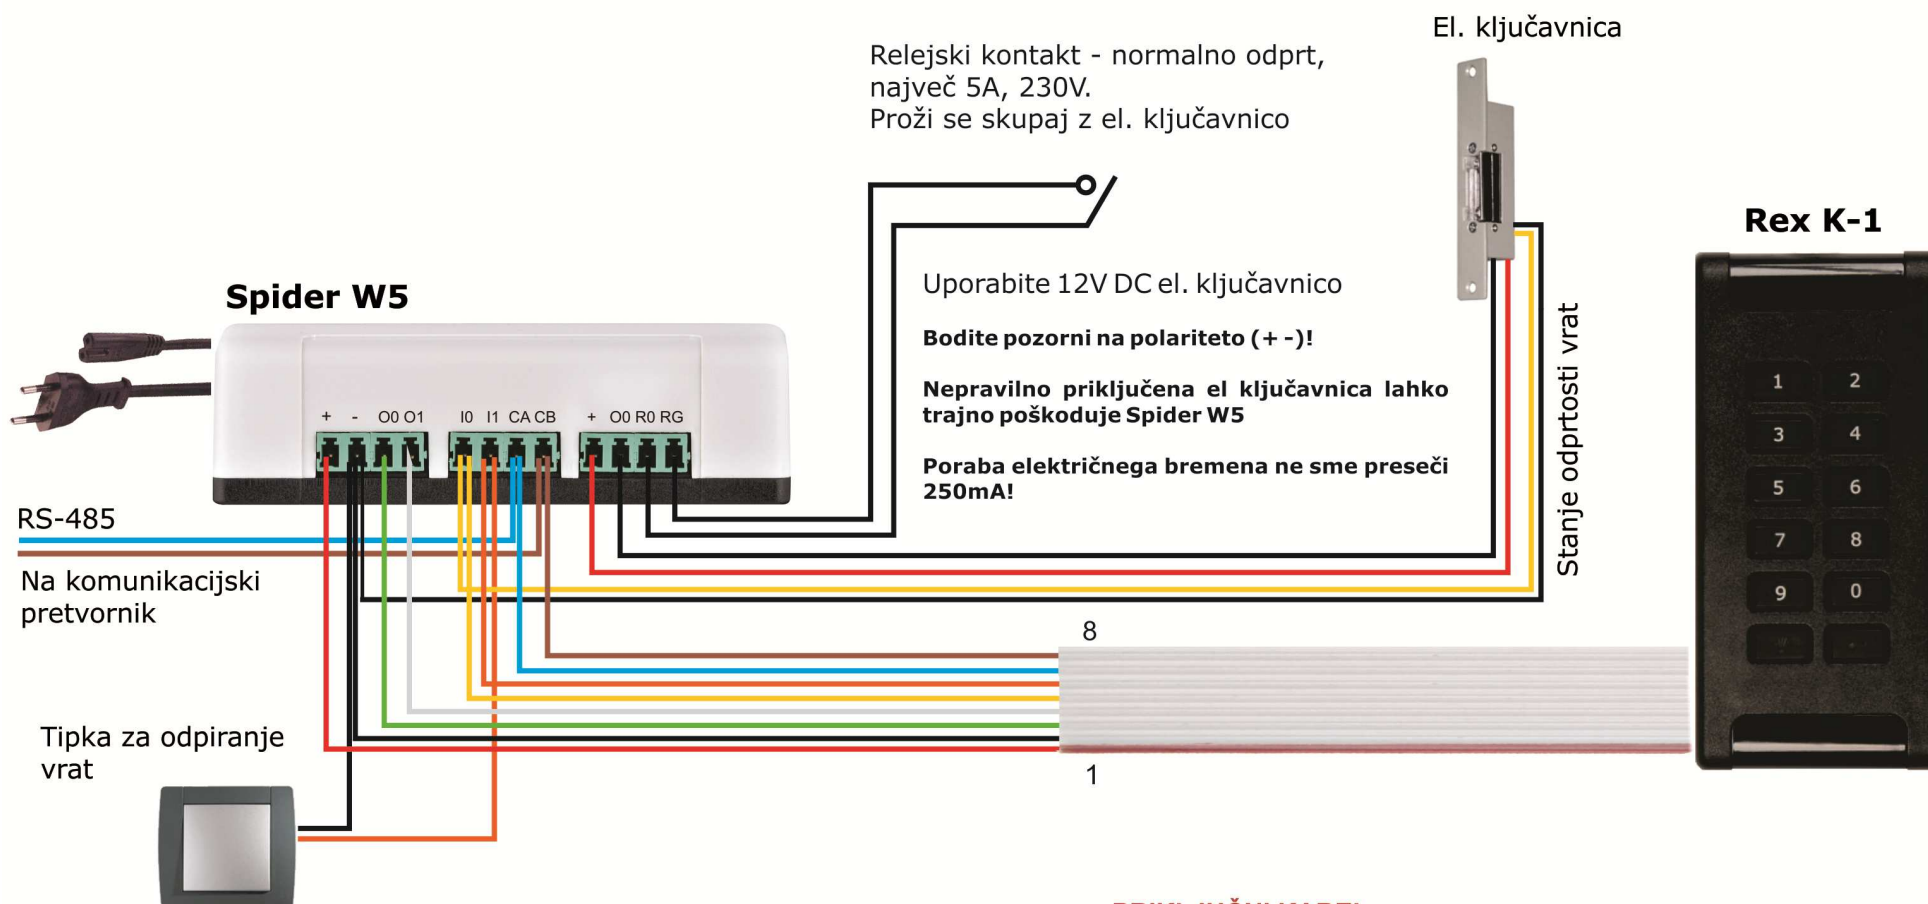 El. ključavnica
Relejski kontakt - normalno odprt,
največ 5A, 230V.
Proži se skupaj z el. ključavnico
Rex K-1
Spider W5
Uporabite 12V DC el. ključavnico
Bodite pozorni na polariteto (+ -)!
Nepravilno priključena el ključavnica lahko
trajno poškoduje Spider W5
Poraba električnega bremena ne sme preseči
250mA!
Stanje odprtosti vrat
+ - O0 O1 I0 I1 CA CB + O0 R0 RG
1 2
3 4
5 6
7 8
9 0
RS-485
Na komunikacijski
pretvornik
8
1
Tipka za odpiranje
vrat